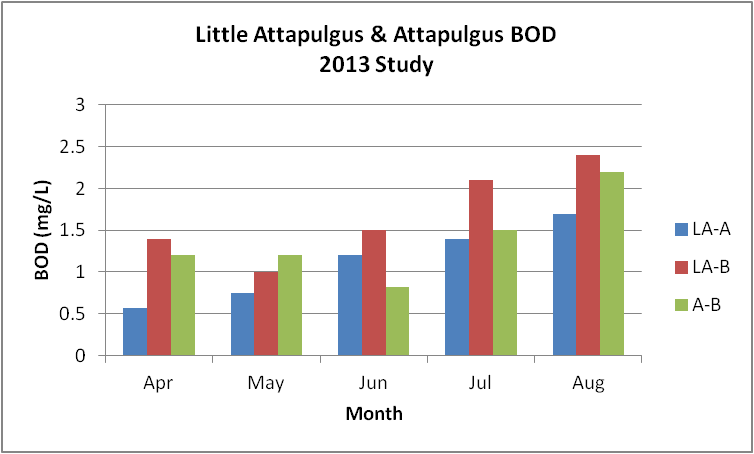 Little Attapulgus & Attapulgus BOD
2013 Study
3
2.5
2
1.5
1
0.5
0
BOD (mg/L)
Apr May Jun Jul Aug
Month
LA-A
LA-B
A-B